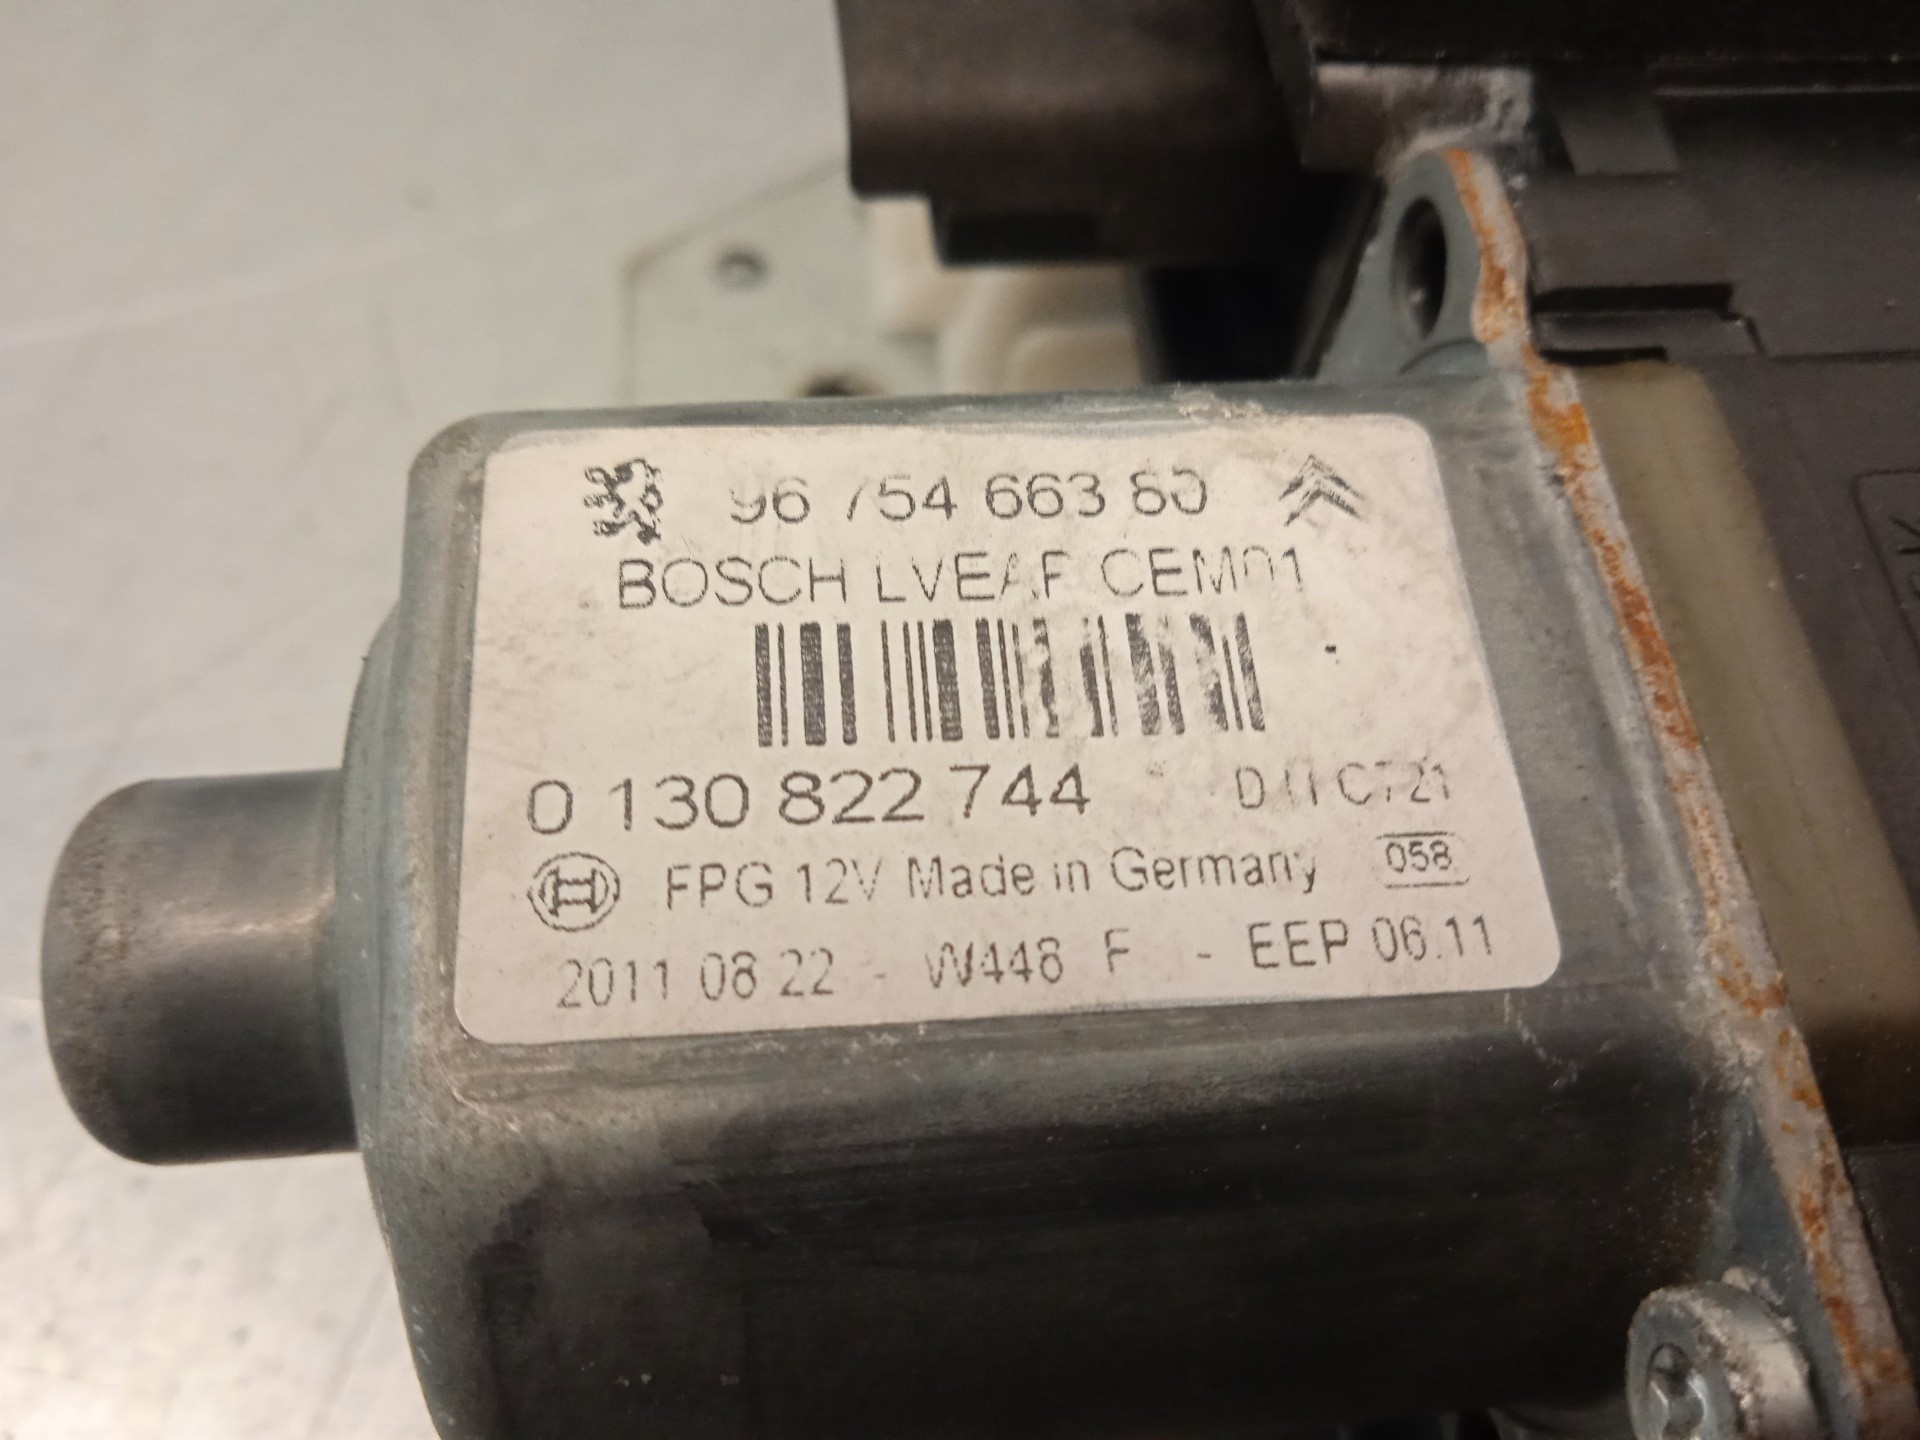 96 754 663 80
BOSCH LVEAF CEM01
0 130 822 744
FPG 12V Made in Germany 058
2011 08 22 - W448 F - EEP 06.11